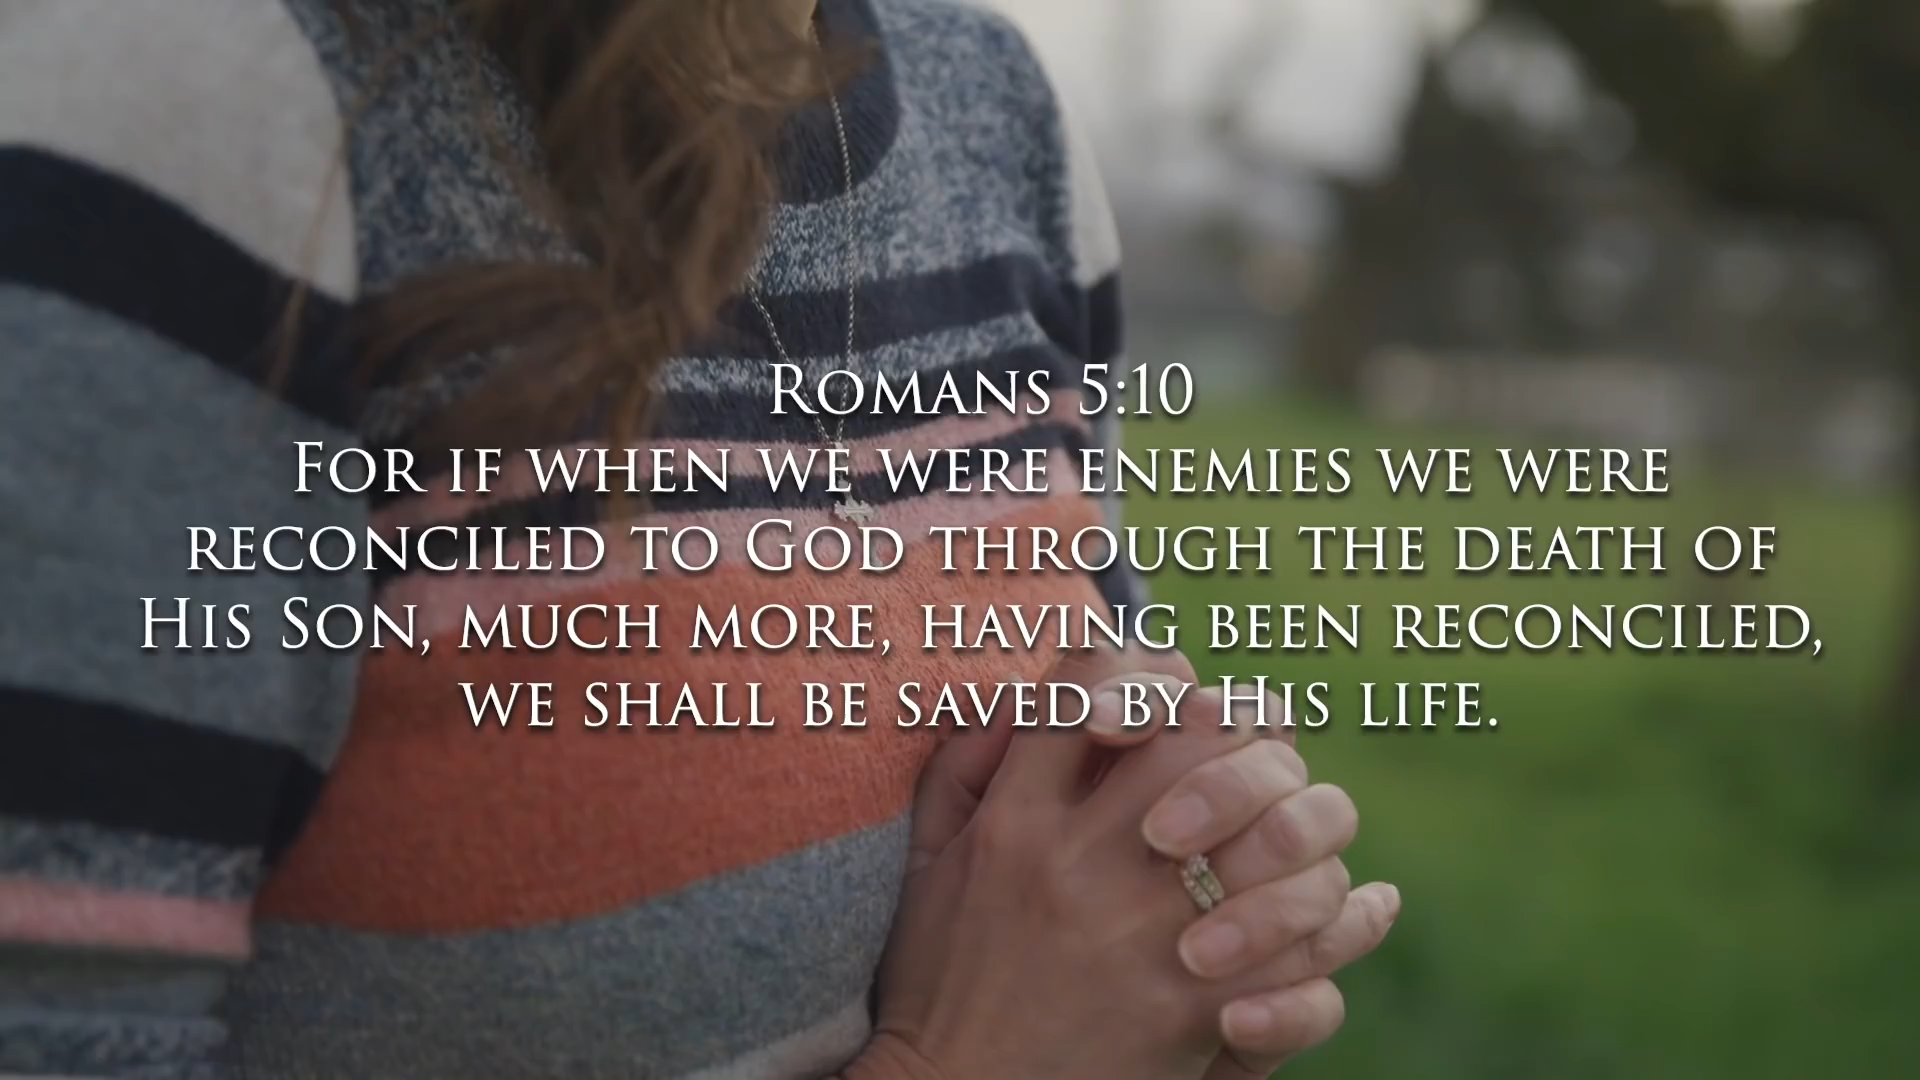 Romans 5:10
For if when we were enemies we were
reconciled to God through the death of
His Son, much more, having been reconciled,
we shall be saved by His life.